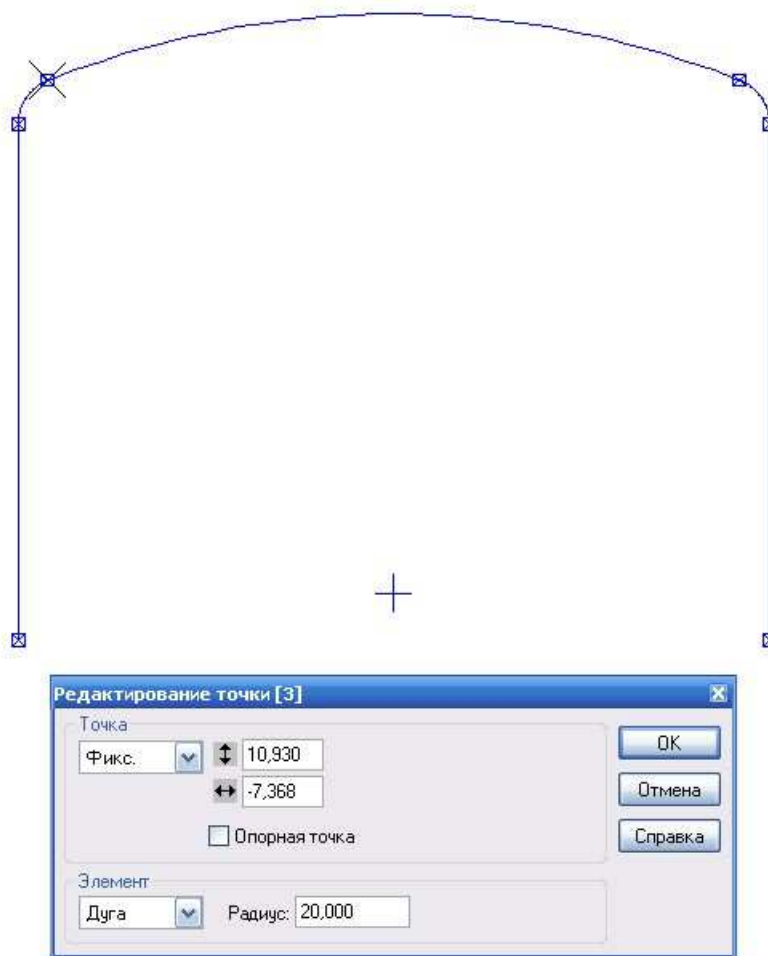 Редактирование точки [3]
Точка
Фикс.
10,930
-7,368
Опорная точка
OK
Отмена
Справка
Элемент
Дуга
Радиус: 20,000